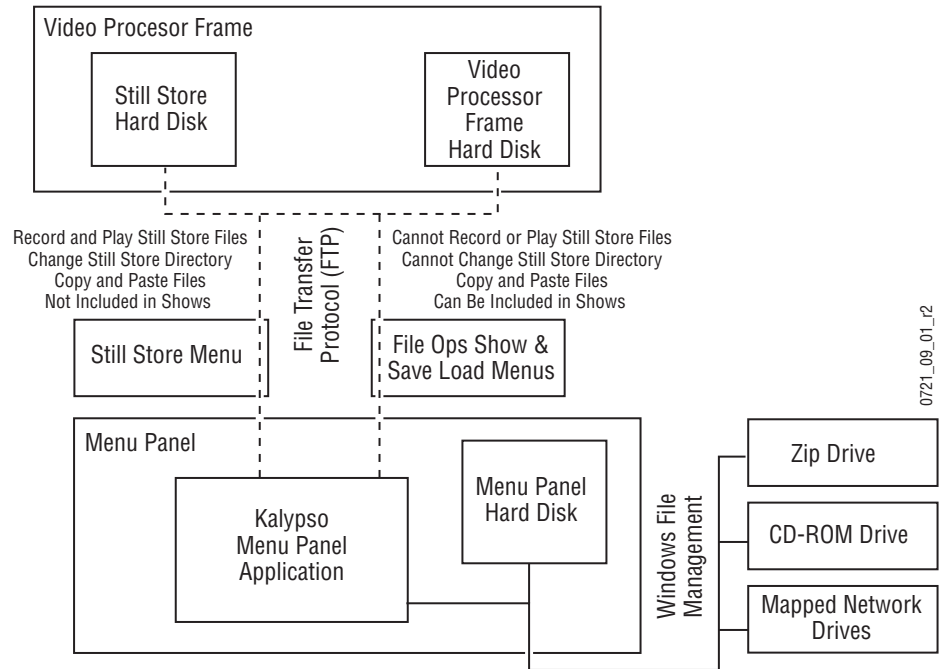 Video Procesor Frame
Still Store
Hard Disk
Video
Processor
Frame
Hard Disk
Record and Play Still Store Files
Change Still Store Directory
Copy and Paste Files
Not Included in Shows
File Transfer
Protocol (FTP)
Cannot Record or Play Still Store Files
Cannot Change Still Store Directory
Copy and Paste Files
Can Be Included in Shows
Still Store Menu
File Ops Show &
Save Load Menus
0721_09_01_r2
Menu Panel
Kalypso
Menu Panel
Application
Menu Panel
Hard Disk
Windows File
Management
Zip Drive
CD-ROM Drive
Mapped Network
Drives